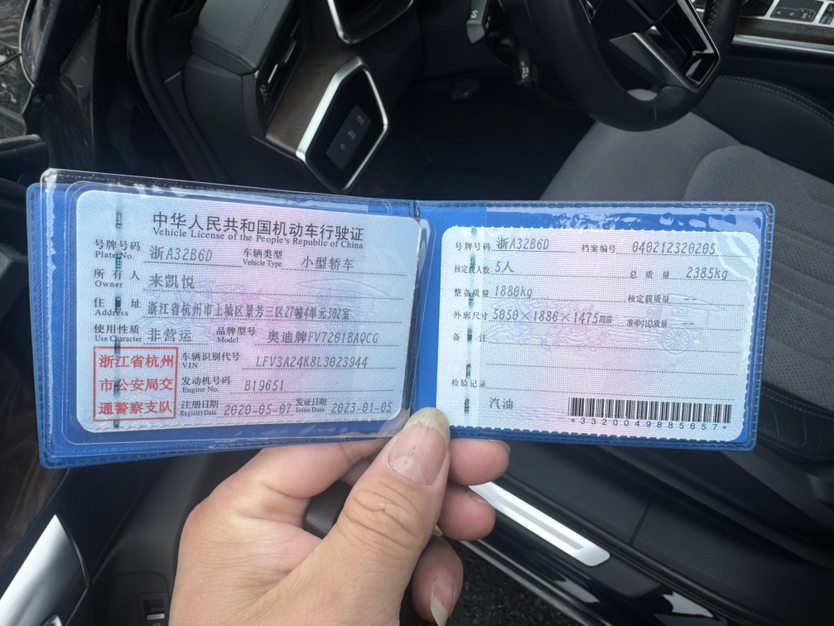 中华人民共和国机动车行驶证
Vehicle License of the People's Republic of China
号牌号码 浙A32B6D 车辆类型 小型轿车
Plate No. Vehicle Type
所有人 来凯悦
Owner
住址 浙江省杭州市上城区景芳三区27幢4单元302室
Address
使用性质 非营运 品牌型号 奥迪牌FV7261BAQCG
Use Character Model
浙江省杭州
市公安局交
通警察支队
车辆识别代号 LFV3A24K8L3023944
VIN
发动机号码 B19651
Engine No.
注册日期 2020-05-07 发证日期 2023-01-05
Register Date Issue Date
号牌号码 浙A32B6D 档案编号 040212320205
核定载人数 5人 总质量 2385kg
整备质量 1880kg 核定载质量 --
外廓尺寸 5050×1886×1475mm 准牵引总质量 --
备注
检验记录
汽油
*3320049885657*